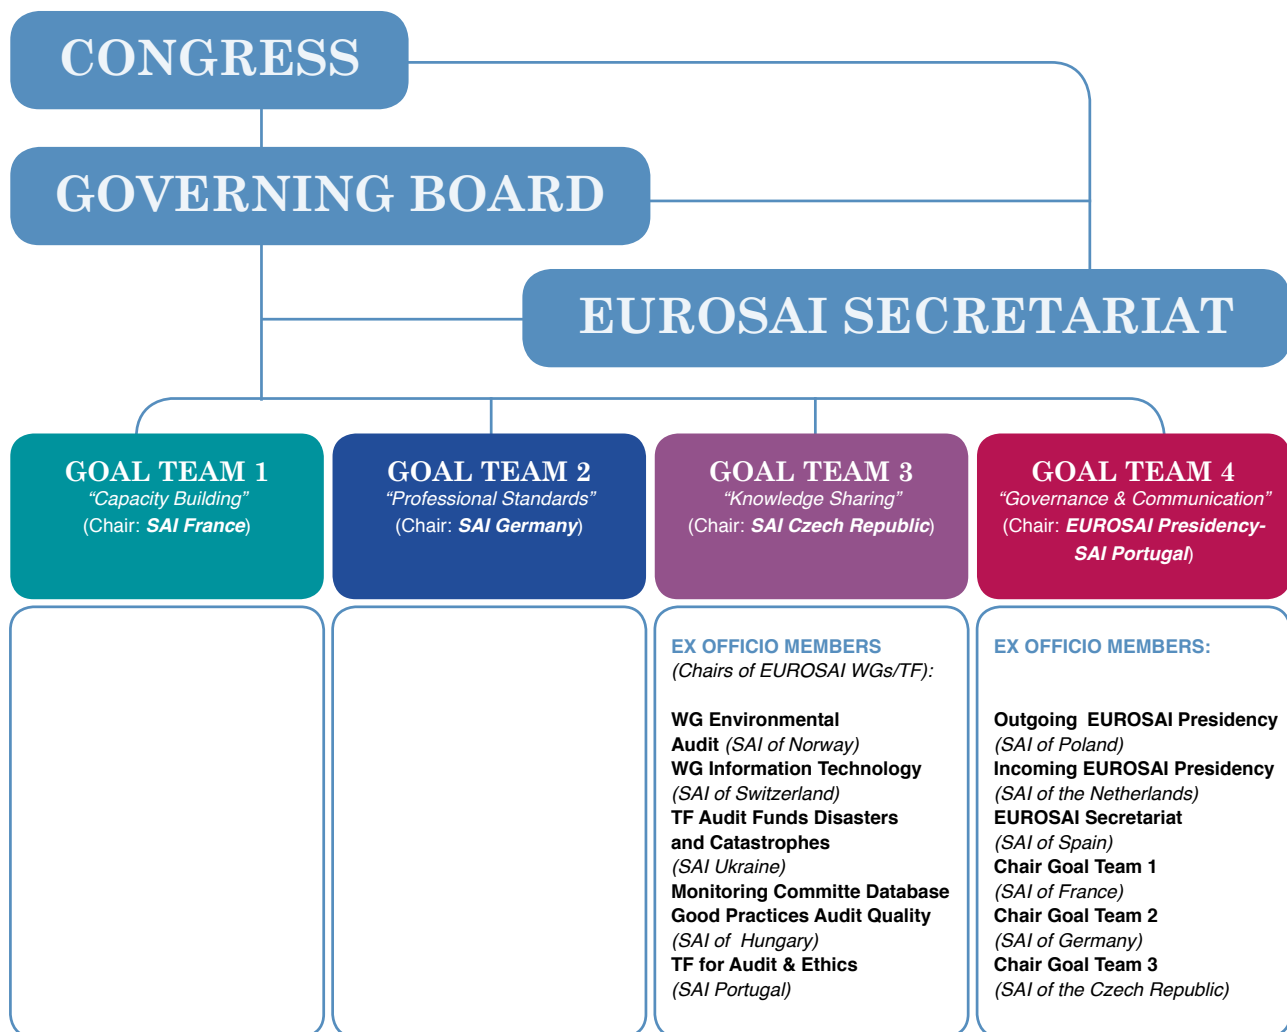 CONGRESS
GOVERNING BOARD
EUROSAI SECRETARIAT
GOAL TEAM 1
“Capacity Building”
(Chair: SAI France)
GOAL TEAM 2
“Professional Standards”
(Chair: SAI Germany)
GOAL TEAM 3
“Knowledge Sharing”
(Chair: SAI Czech Republic)
GOAL TEAM 4
“Governance & Communication”
(Chair: EUROSAI Presidency-
SAI Portugal)
EX OFFICIO MEMBERS
(Chairs of EUROSAI WGs/TF):
WG Environmental
Audit (SAI of Norway)
WG Information Technology
(SAI of Switzerland)
TF Audit Funds Disasters
and Catastrophes
(SAI Ukraine)
Monitoring Committe Database
Good Practices Audit Quality
(SAI of Hungary)
TF for Audit & Ethics
(SAI Portugal)
EX OFFICIO MEMBERS:
Outgoing EUROSAI Presidency
(SAI of Poland)
Incoming EUROSAI Presidency
(SAI of the Netherlands)
EUROSAI Secretariat
(SAI of Spain)
Chair Goal Team 1
(SAI of France)
Chair Goal Team 2
(SAI of Germany)
Chair Goal Team 3
(SAI of the Czech Republic)